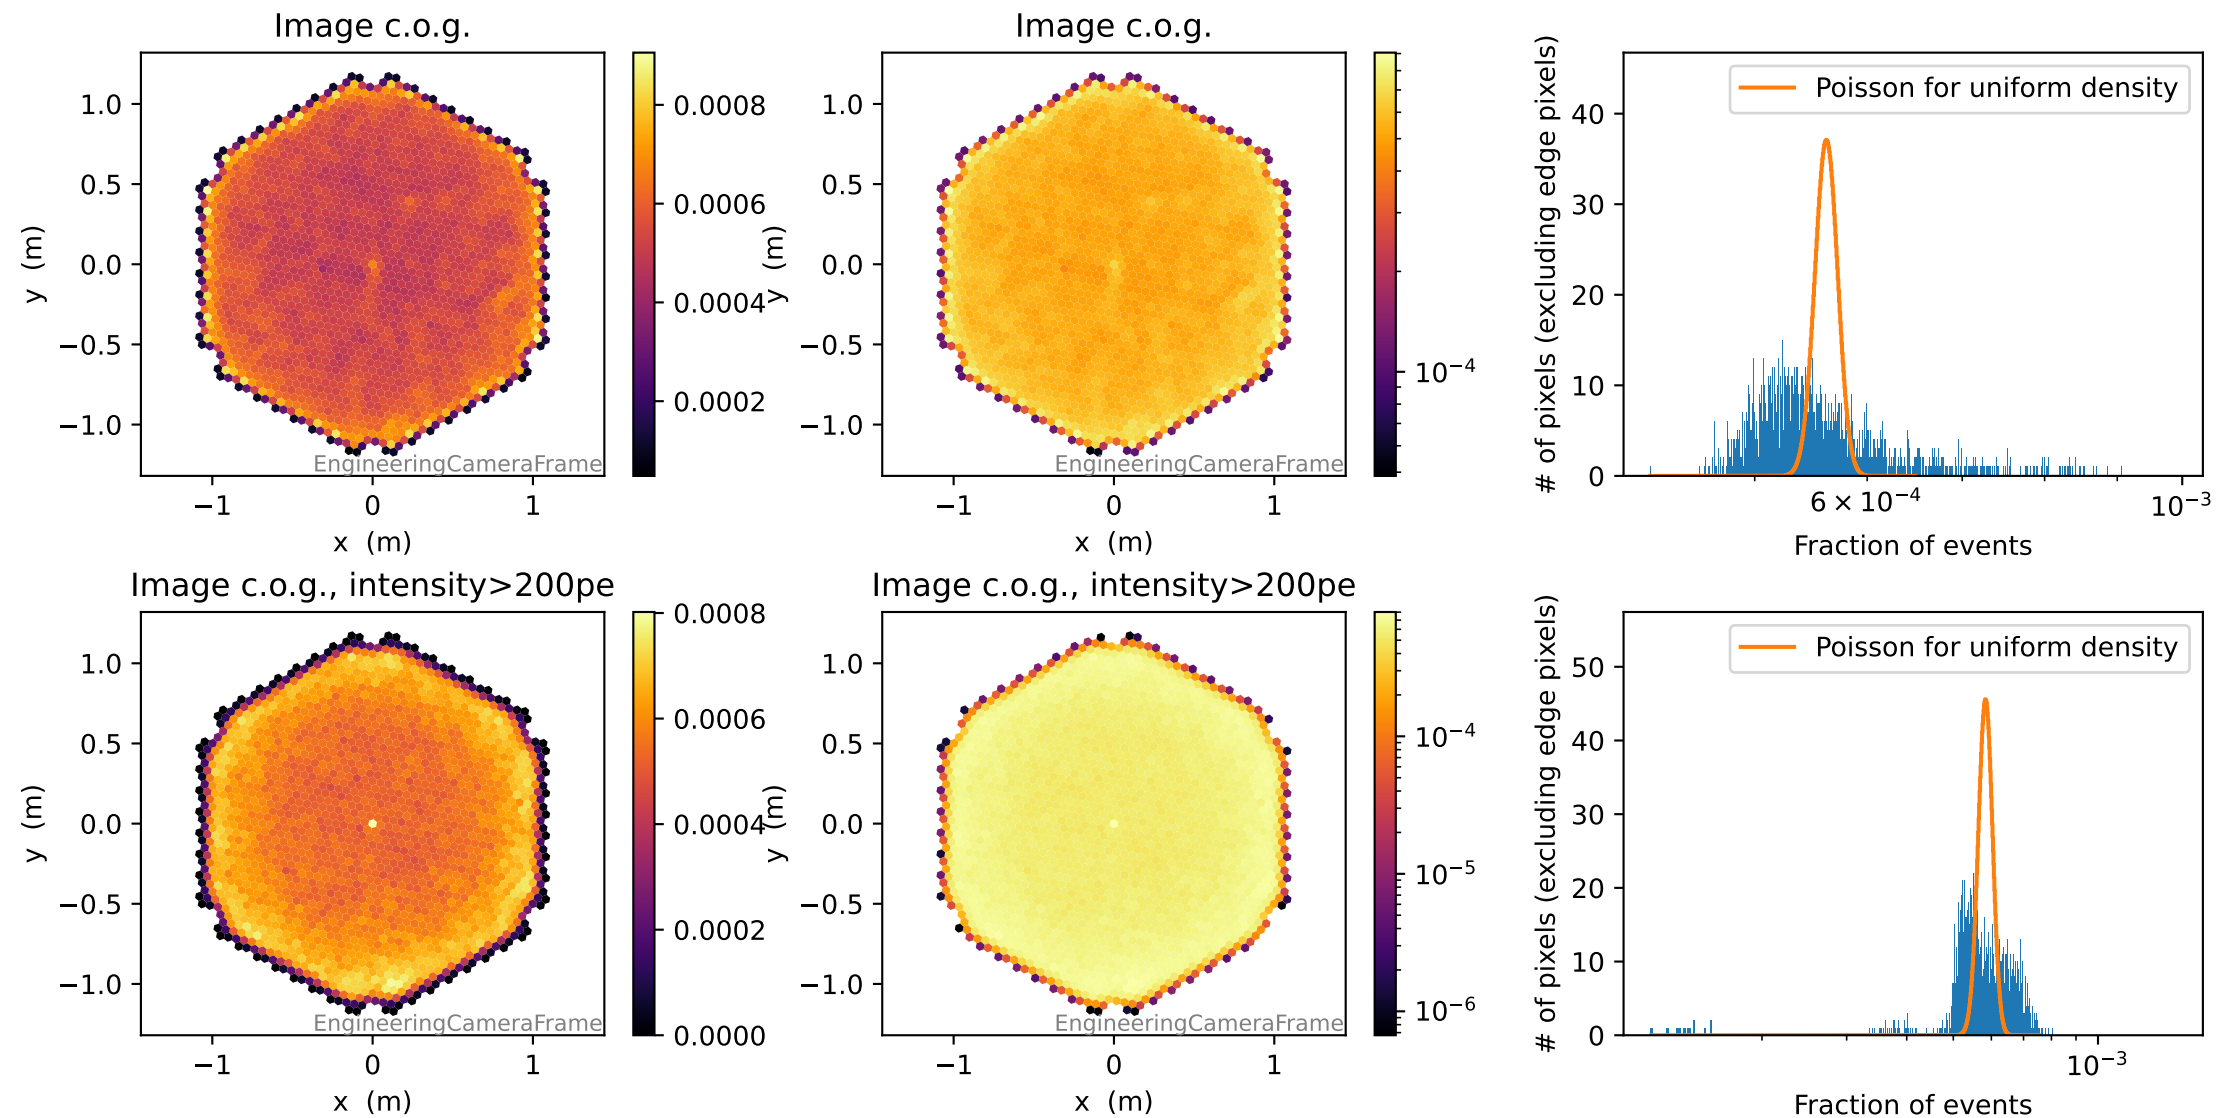 Image c.o.g.
y (m)
1.0
0.5
0.0
−0.5
−1.0
−1 0 1
x (m)
EngineeringCameraFrame
0.0008
0.0006
0.0004
0.0002
Image c.o.g.
y (m)
1.0
0.5
0.0
−0.5
−1.0
−1 0 1
x (m)
EngineeringCameraFrame
10⁻⁴
# of pixels (excluding edge pixels)
40
30
20
10
0
Poisson for uniform density
6 × 10⁻⁴ 10⁻³
Fraction of events
Image c.o.g., intensity>200pe
y (m)
1.0
0.5
0.0
−0.5
−1.0
−1 0 1
x (m)
EngineeringCameraFrame
0.0008
0.0006
0.0004
0.0002
0.0000
Image c.o.g., intensity>200pe
y (m)
1.0
0.5
0.0
−0.5
−1.0
−1 0 1
x (m)
EngineeringCameraFrame
10⁻⁴
10⁻⁵
10⁻⁶
# of pixels (excluding edge pixels)
50
40
30
20
10
0
Poisson for uniform density
10⁻³
Fraction of events